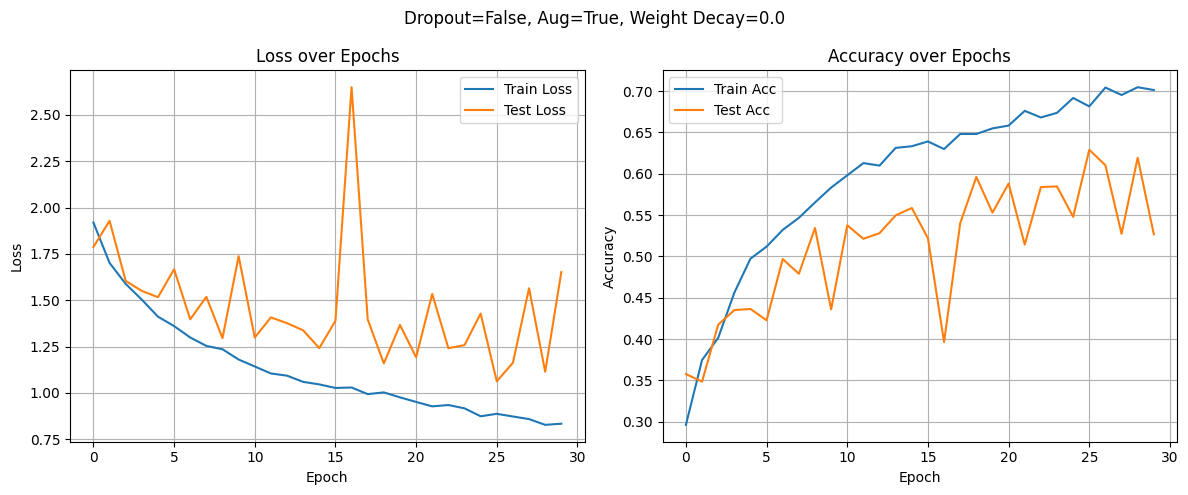 Dropout=False, Aug=True, Weight Decay=0.0
Loss over Epochs
Train Loss
Test Loss
2.50
2.25
2.00
1.75
1.50
1.25
1.00
0.75
Loss
0 5 10 15 20 25 30
Epoch
Accuracy over Epochs
Train Acc
Test Acc
0.70
0.65
0.60
0.55
0.50
0.45
0.40
0.35
0.30
Accuracy
0 5 10 15 20 25 30
Epoch